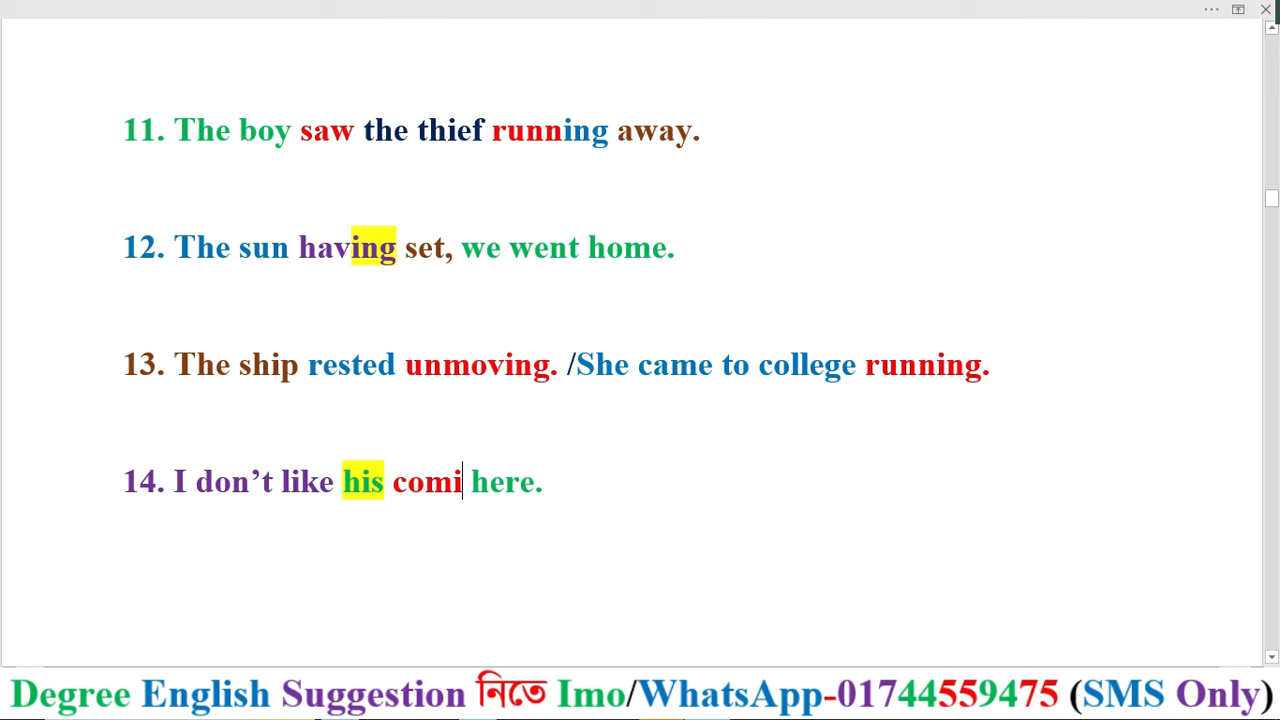 11. The boy saw the thief running away.
12. The sun having set, we went home.
13. The ship rested unmoving. /She came to college running.
14. I don’t like his comi here.
Degree English Suggestion নিতে Imo/WhatsApp-01744559475 (SMS Only)